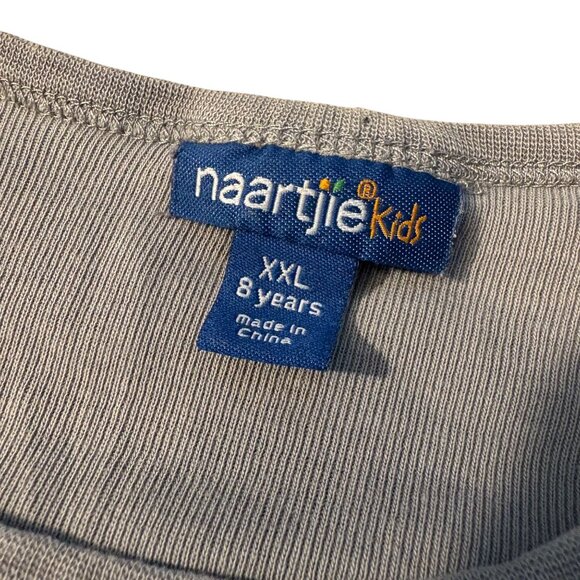 naartjie® Kids
XXL
8 years
made in
China